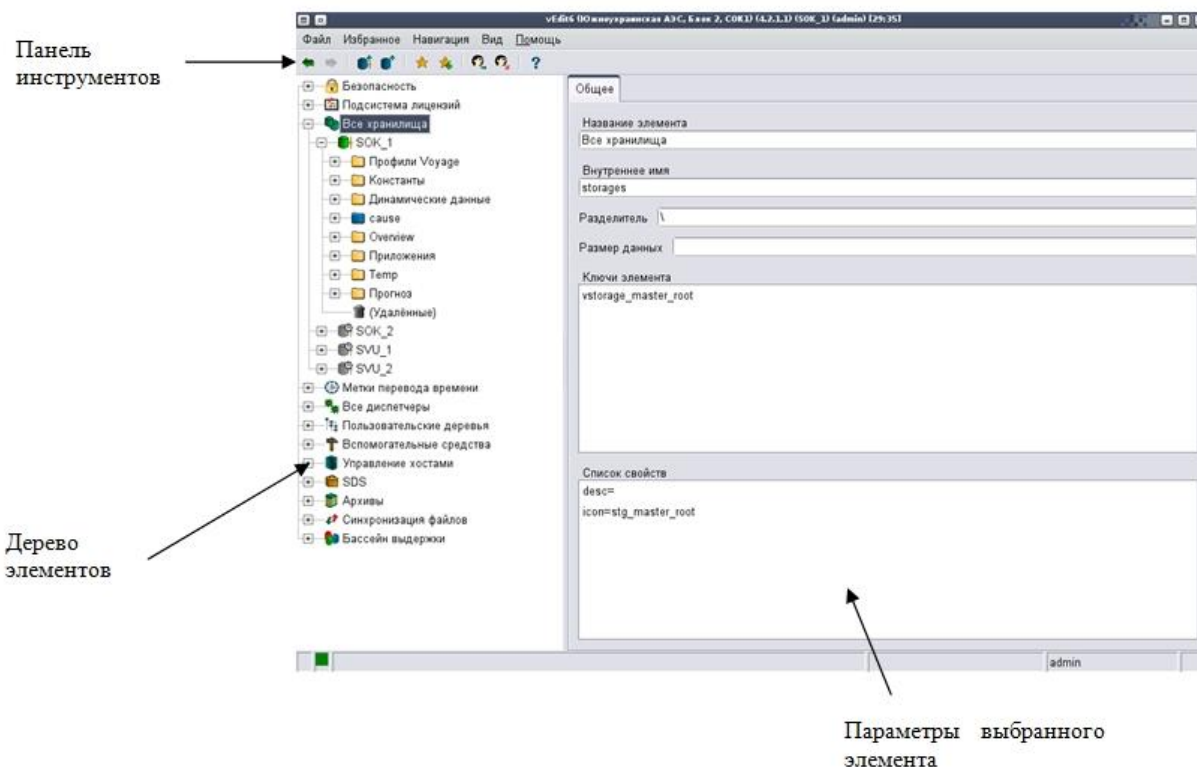 vEdit6 (Южноукраинская АЭС, Блок 2, СОК1) (4.2.1.1) (SOK_1) (admin) [29:35]
Файл Избранное Навигация Вид Помощь
Панель
инструментов
Безопасность
Подсистема лицензий
Все хранилища
SOK_1
Профили Voyage
Константы
Динамические данные
cause
Overview
Приложения
Temp
Прогноз
(Удалённые)
SOK_2
SVU_1
SVU_2
Метки перевода времени
Все диспетчеры
Пользовательские деревья
Вспомогательные средства
Управление хостами
SDS
Архивы
Синхронизация файлов
Бассейн выдержки
Дерево
элементов
Общее
Название элемента
Все хранилища
Внутреннее имя
storages
Разделитель \
Размер данных
Ключи элемента
vstorage_master_root
Список свойств
desc=
icon=stg_master_root
admin
Параметры выбранного
элемента